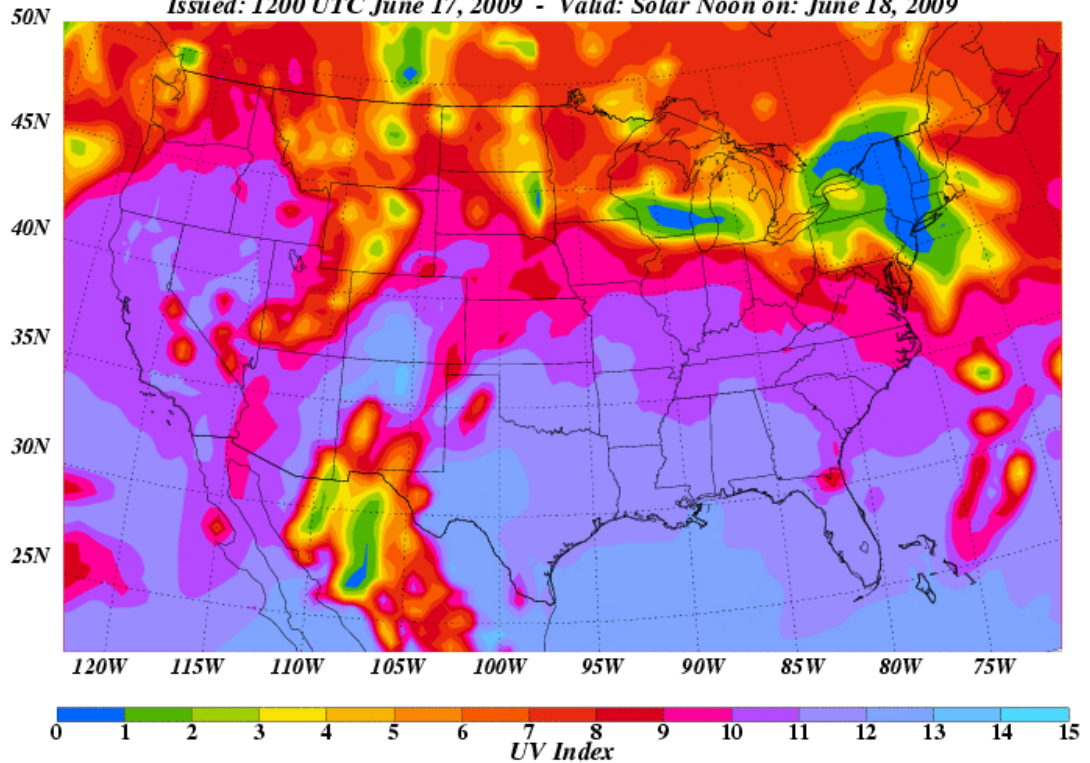 Issued: 1200 UTC June 17, 2009 - Valid: Solar Noon on: June 18, 2009
50N
45N
40N
35N
30N
25N
120W 115W 110W 105W 100W 95W 90W 85W 80W 75W
0 1 2 3 4 5 6 7 8 9 10 11 12 13 14 15
UV Index